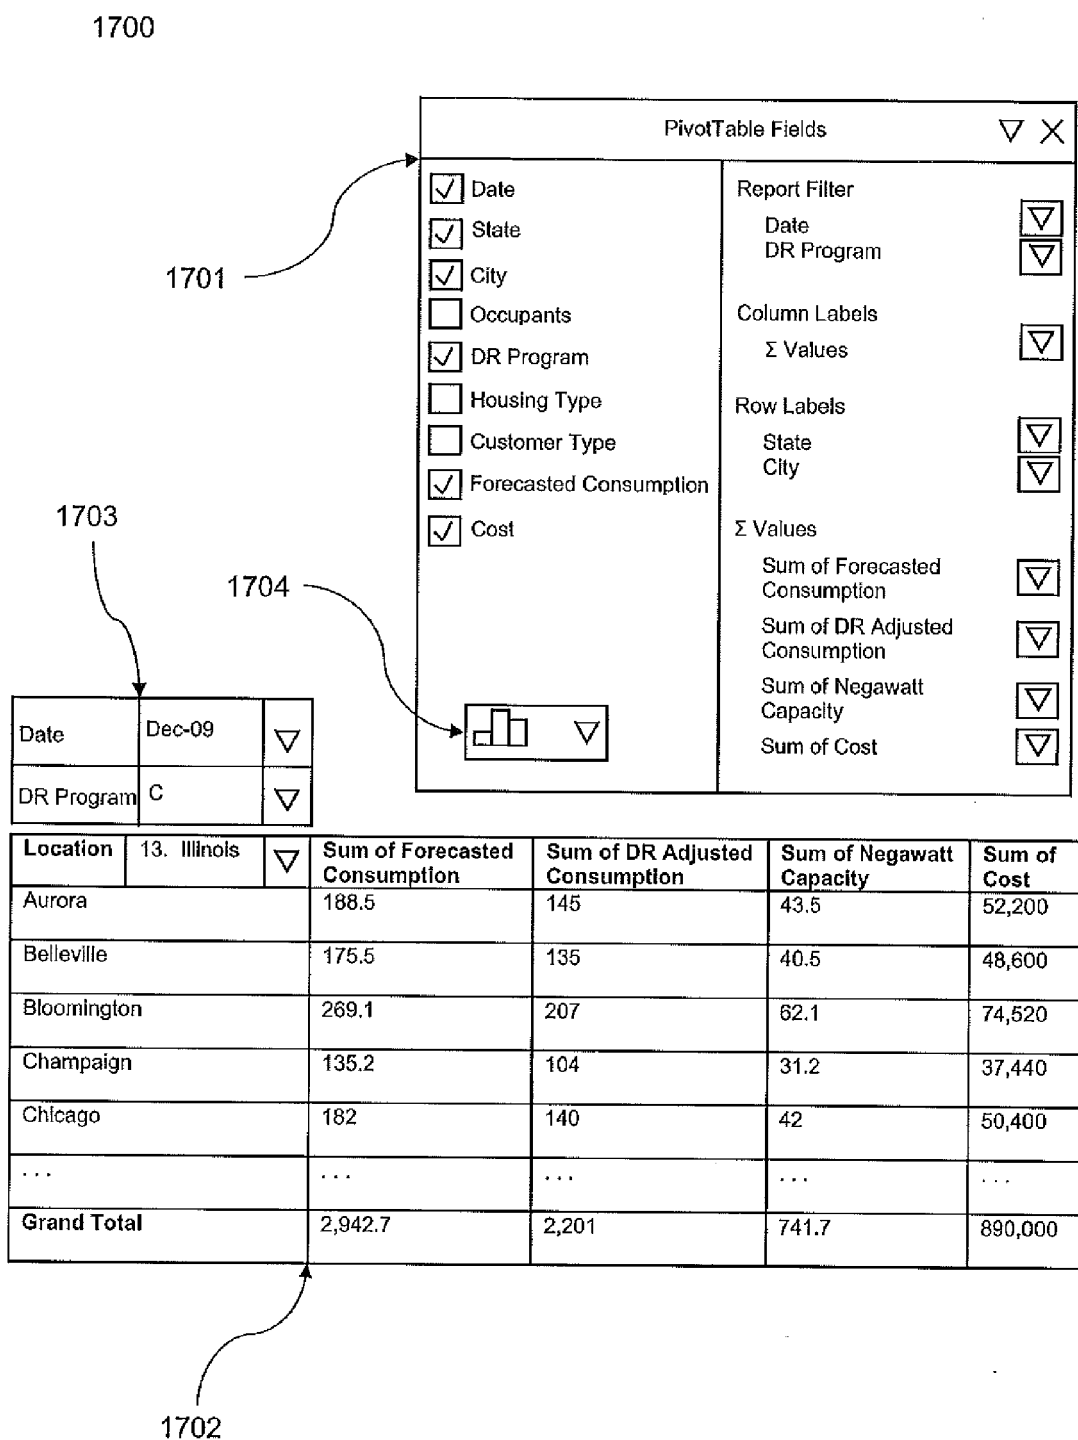 1700
PivotTable Fields
1701
Date
State
City
Occupants
DR Program
Housing Type
Customer Type
Forecasted Consumption
Cost
Report Filter
Date
DR Program
Column Labels
Σ Values
Row Labels
State
City
Σ Values
Sum of Forecasted
Consumption
Sum of DR Adjusted
Consumption
Sum of Negawatt
Capacity
Sum of Cost
1703
1704
Date Dec-09
DR Program C
Location 13. Illinois Sum of Forecasted Consumption Sum of DR Adjusted Consumption Sum of Negawatt Capacity Sum of Cost
Aurora 188.5 145 43.5 52,200
Belleville 175.5 135 40.5 48,600
Bloomington 269.1 207 62.1 74,520
Champaign 135.2 104 31.2 37,440
Chicago 182 140 42 50,400
... ... ... ... ...
Grand Total 2,942.7 2,201 741.7 890,000
1702